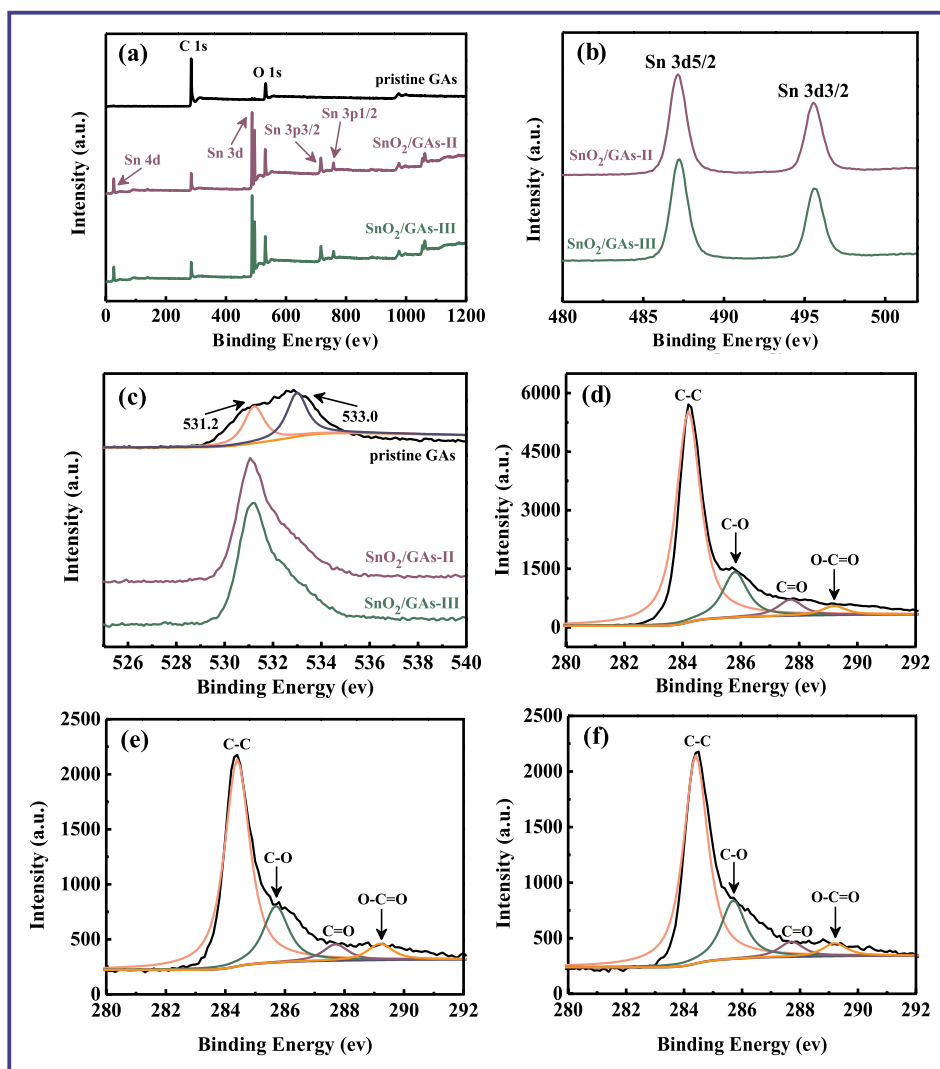 (a)
C 1s
O 1s
pristine GAs
Sn 4d
Sn 3d
Sn 3p3/2
Sn 3p1/2
SnO2/GAs-II
SnO2/GAs-III
Intensity (a.u.)
0 200 400 600 800 1000 1200
Binding Energy (ev)
(b)
Sn 3d5/2
Sn 3d3/2
SnO2/GAs-II
SnO2/GAs-III
Intensity (a.u.)
480 485 490 495 500
Binding Energy (ev)
(c)
531.2
533.0
pristine GAs
SnO2/GAs-II
SnO2/GAs-III
Intensity (a.u.)
526 528 530 532 534 536 538 540
Binding Energy (ev)
(d)
C-C
C-O
C=O
O-C=O
Intensity (a.u.)
6000
4500
3000
1500
0
280 282 284 286 288 290 292
Binding Energy (ev)
(e)
C-C
C-O
C=O
O-C=O
Intensity (a.u.)
2500
2000
1500
1000
500
0
280 282 284 286 288 290 292
Binding Energy (ev)
(f)
C-C
C-O
C=O
O-C=O
Intensity (a.u.)
2500
2000
1500
1000
500
0
280 282 284 286 288 290 292
Binding Energy (ev)